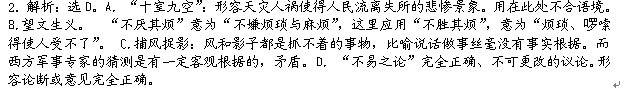 2. 解析：选D。A. “十室九空”：形容天灾人祸使得人民流离失所的悲惨景象。用在此处不合语境。
B.望文生义。  “不厌其烦”意为“不嫌烦琐与麻烦”，这里应用“不胜其烦”，意为“烦琐、啰嗦
得使人受不了”。 C.捕风捉影：风和影子都是抓不着的事物，比喻说话做事丝毫没有事实根据。而
西方军事专家的猜测是有一定客观根据的，矛盾。D. “不易之论”完全正确、不可更改的议论。形
容论断或意见完全正确。